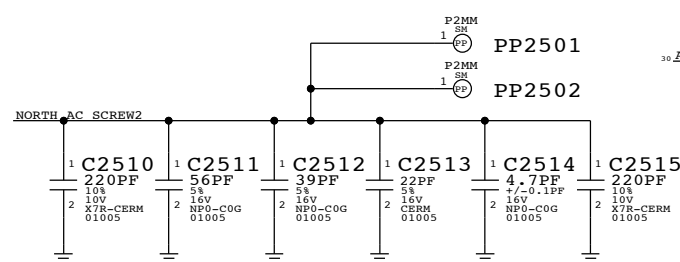 P2MM
SM
1
PP
PP2501
P2MM
SM
1
PP
PP2502
30
NORTH_AC_SCREW2
1
C2510
220PF
10%
10V
2
X7R-CERM
01005
1
C2511
56PF
5%
16V
2
NP0-C0G
01005
1
C2512
39PF
5%
16V
2
NP0-C0G
01005
1
C2513
22PF
5%
16V
2
CERM
01005
1
C2514
4.7PF
+/-0.1PF
16V
2
NP0-C0G
01005
1
C2515
220PF
10%
10V
2
X7R-CERM
01005